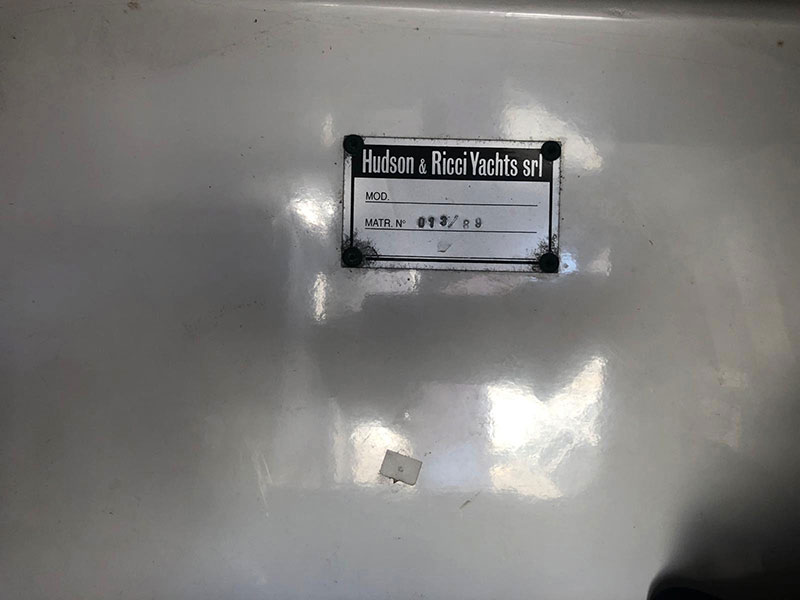 Hudson & Ricci Yachts srl
MOD.
MATR. N° 013/89